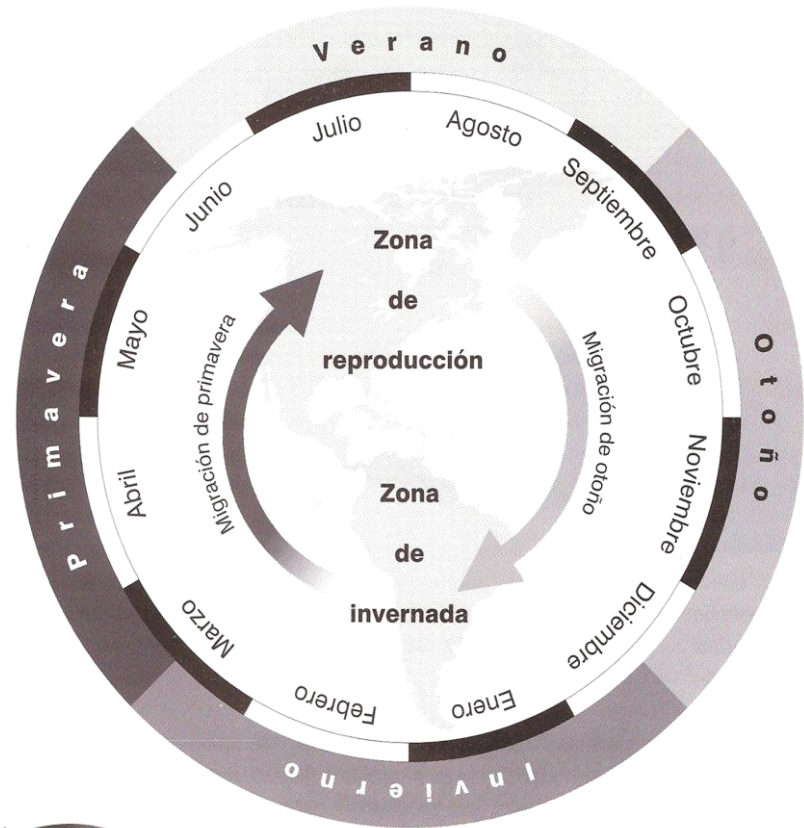 Verano
Julio
Agosto
Junio
Septiembre
Zona
de
reproducción
Mayo
Octubre
Primavera
Migración de primavera
Migración de otoño
Otoño
Abril
Noviembre
Zona
de
invernada
Marzo
Diciembre
Febrero
Enero
Invierno